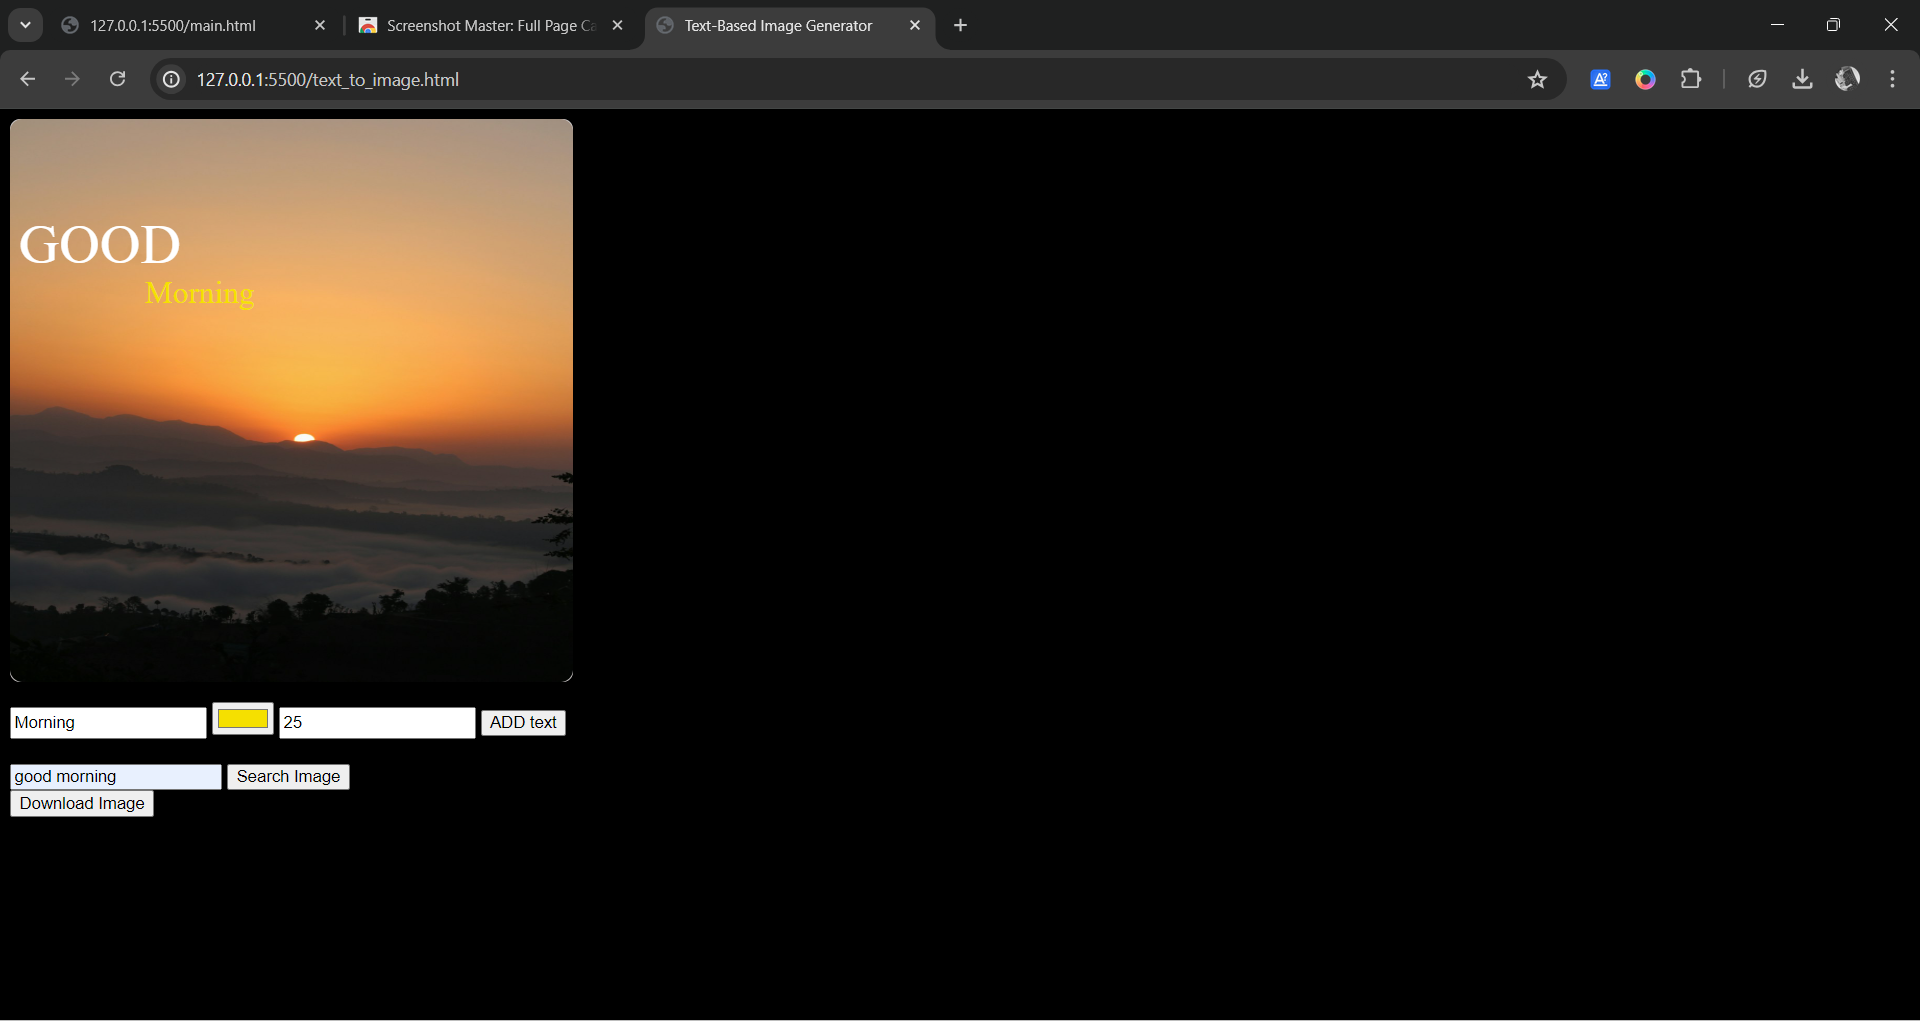 127.0.0.1:5500/main.html
Screenshot Master: Full Page Ca
Text-Based Image Generator
127.0.0.1:5500/text_to_image.html
GOOD
Morning
Morning 25 ADD text
good morning Search Image
Download Image